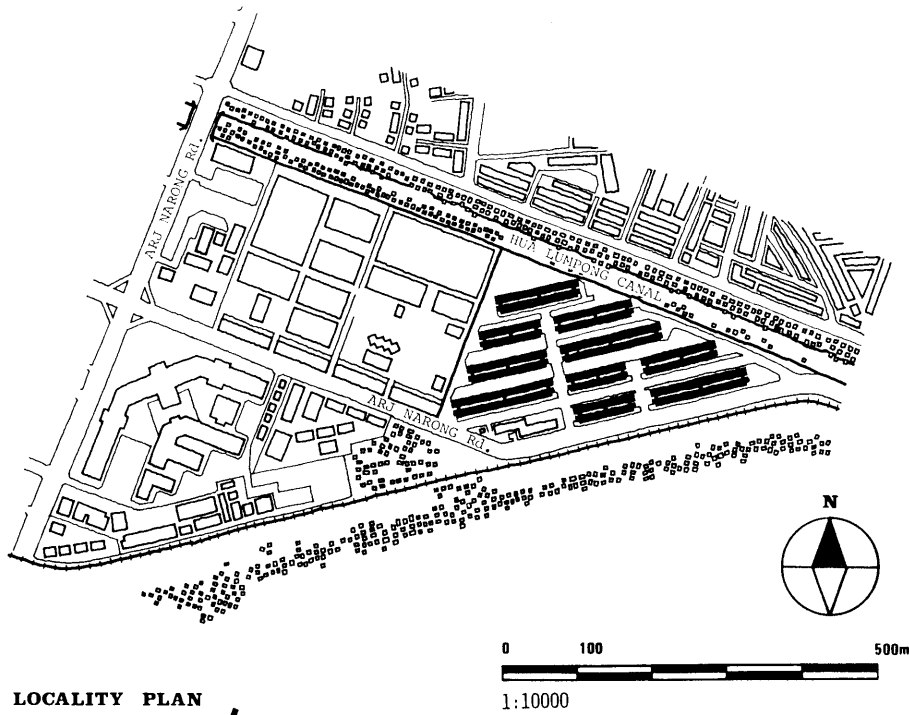 ARJ NARONG Rd.
HUA LUMPONG CANAL
ARJ NARONG Rd.
N
0 100 500m
1:10000
LOCALITY PLAN